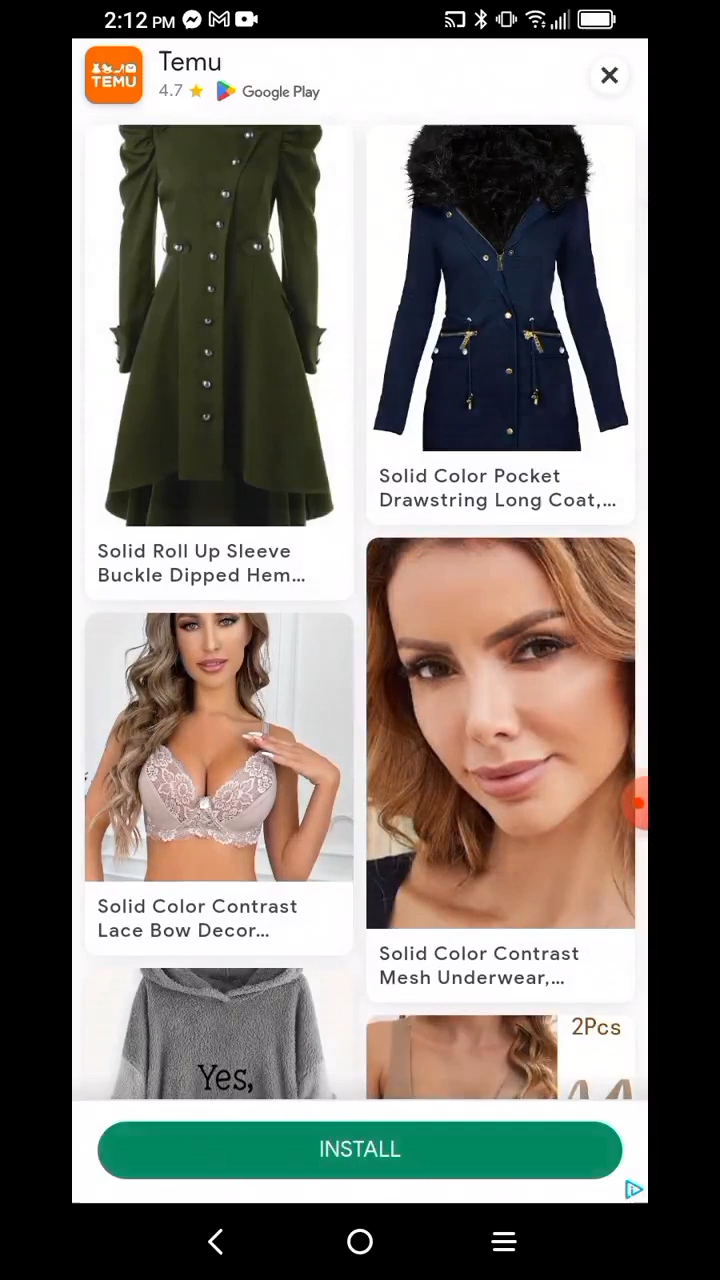 2:12 PM
TEMU
Temu
4.7
Google Play
Solid Roll Up Sleeve
Buckle Dipped Hem...
Solid Color Pocket
Drawstring Long Coat,...
Solid Color Contrast
Lace Bow Decor...
Solid Color Contrast
Mesh Underwear,...
Yes,
2Pcs
INSTALL